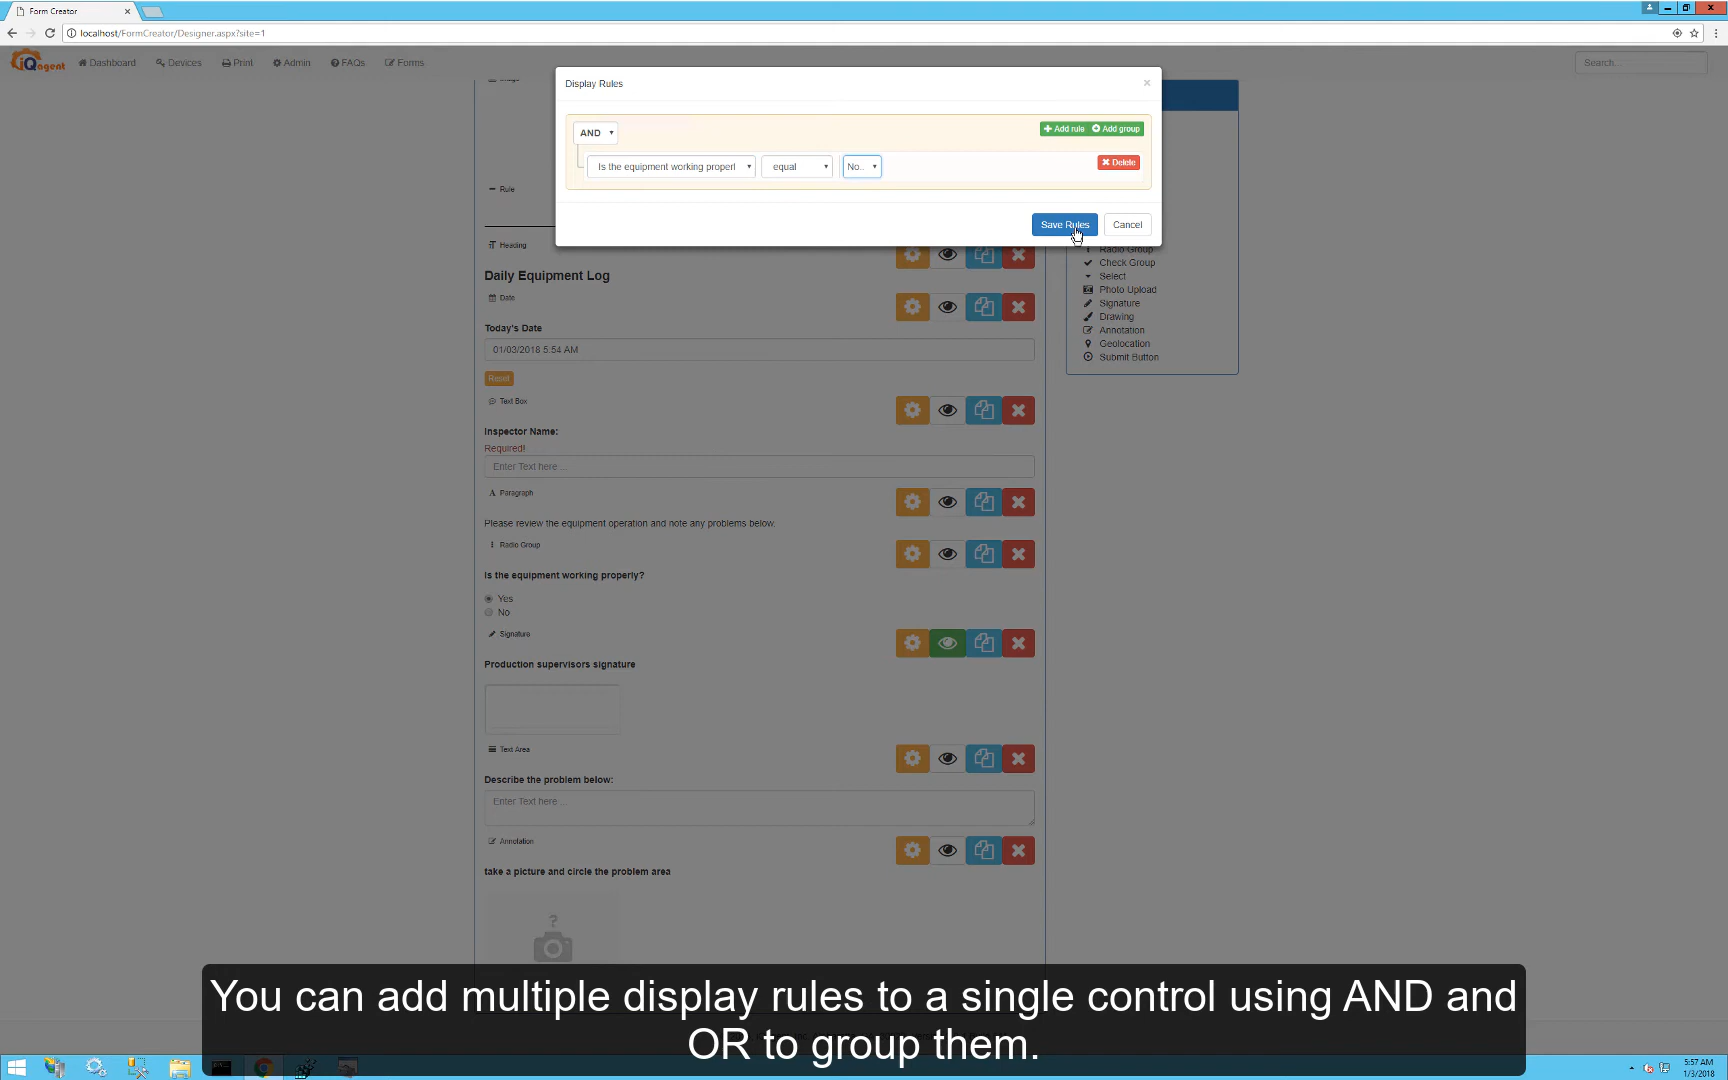 Form Creator
localhost/FormCreator/Designer.aspx?site=1
iQagent
Dashboard
Devices
Print
Admin
FAQs
Forms
Search...
Display Rules
AND
Add rule
Add group
Is the equipment working properl
equal
No..
Delete
Save Rules
Cancel
Rule
Heading
Daily Equipment Log
Date
Today's Date
01/03/2018 5:54 AM
Reset
Text Box
Inspector Name:
Required!
Enter Text here ...
Paragraph
Please review the equipment operation and note any problems below.
Radio Group
Is the equipment working properly?
Yes
No
Signature
Production supervisors signature
Text Area
Describe the problem below:
Enter Text here ...
Annotation
take a picture and circle the problem area
?
Radio Group
Check Group
Select
Photo Upload
Signature
Drawing
Annotation
Geolocation
Submit Button
You can add multiple display rules to a single control using AND and
OR to group them.
5:57 AM
1/3/2018